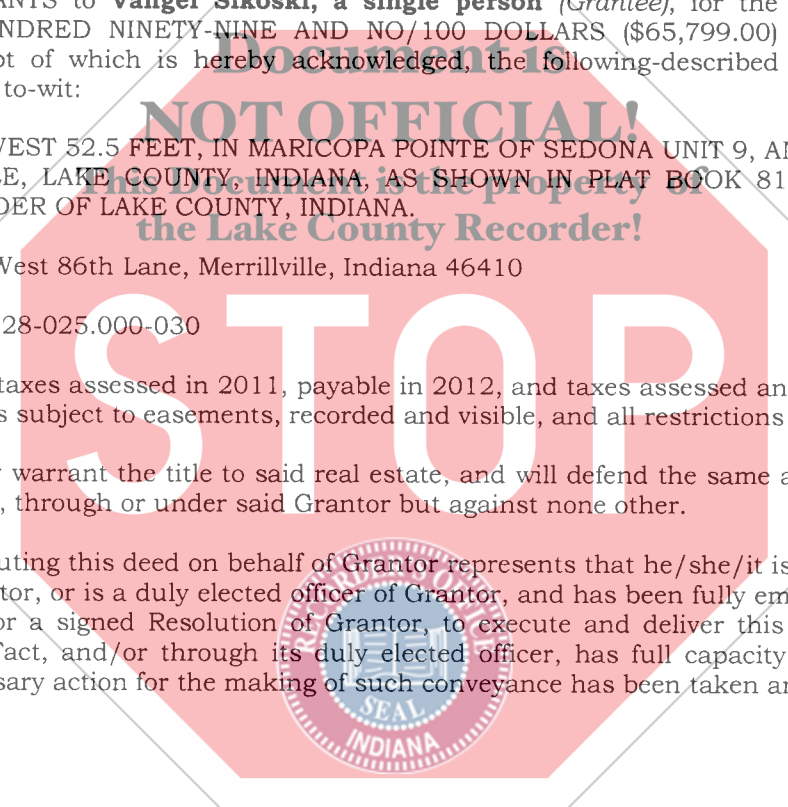 ANTS to Vangel Sikoski, a single person (Grantee), for the
NDRED NINETY-NINE AND NO/100 DOLLARS ($65,799.00)
pt of which is hereby acknowledged, the following-described
to-wit:
Document is
NOT OFFICIAL!
This Document is the property of
the Lake County Recorder!
WEST 52.5 FEET, IN MARICOPA POINTE OF SEDONA UNIT 9, AN
LE, LAKE COUNTY, INDIANA, AS SHOWN IN PLAT BOOK 81
DER OF LAKE COUNTY, INDIANA.
West 86th Lane, Merrillville, Indiana 46410
28-025.000-030
STOP
taxes assessed in 2011, payable in 2012, and taxes assessed an
s subject to easements, recorded and visible, and all restrictions
y warrant the title to said real estate, and will defend the same a
, through or under said Grantor but against none other.
uting this deed on behalf of Grantor represents that he/she/it is
tor, or is a duly elected officer of Grantor, and has been fully em
or a signed Resolution of Grantor, to execute and deliver this
Fact, and/or through its duly elected officer, has full capacity
sary action for the making of such conveyance has been taken an
RECORDER'S OFFICE
SEAL
INDIANA